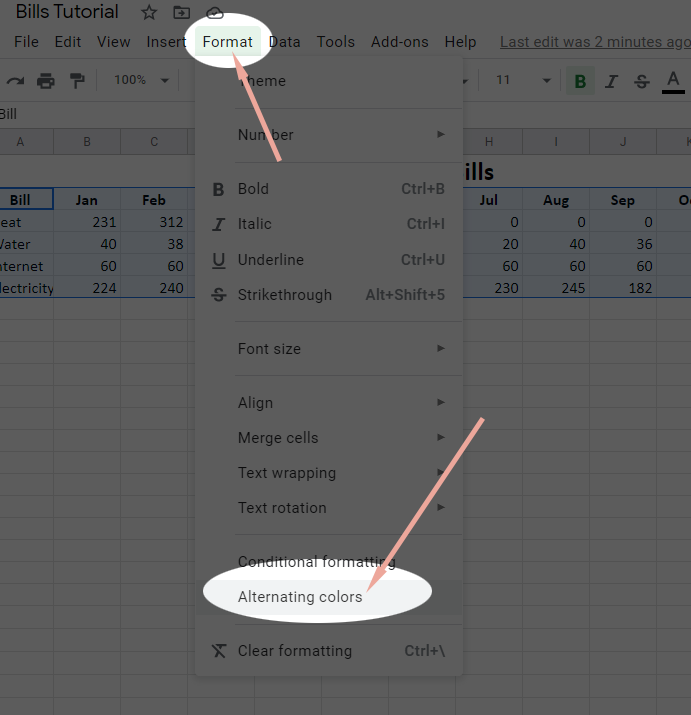 Bills Tutorial
File Edit View Insert Format Data Tools Add-ons Help Last edit was 2 minutes ago
100% 11 B I S A
Bill
Theme
A B C H I J K
Number
ills
Bill Jan Feb Bold Ctrl+B Jul Aug Sep Oc
eat 231 312 Italic Ctrl+I 0 0 0
Water 40 38 20 40 36
nternet 60 60 Underline Ctrl+U 60 60 60
lectricity 224 240 Strikethrough Alt+Shift+5 230 245 182
Font size
Align
Merge cells
Text wrapping
Text rotation
Conditional formatting
Alternating colors
Clear formatting Ctrl+\